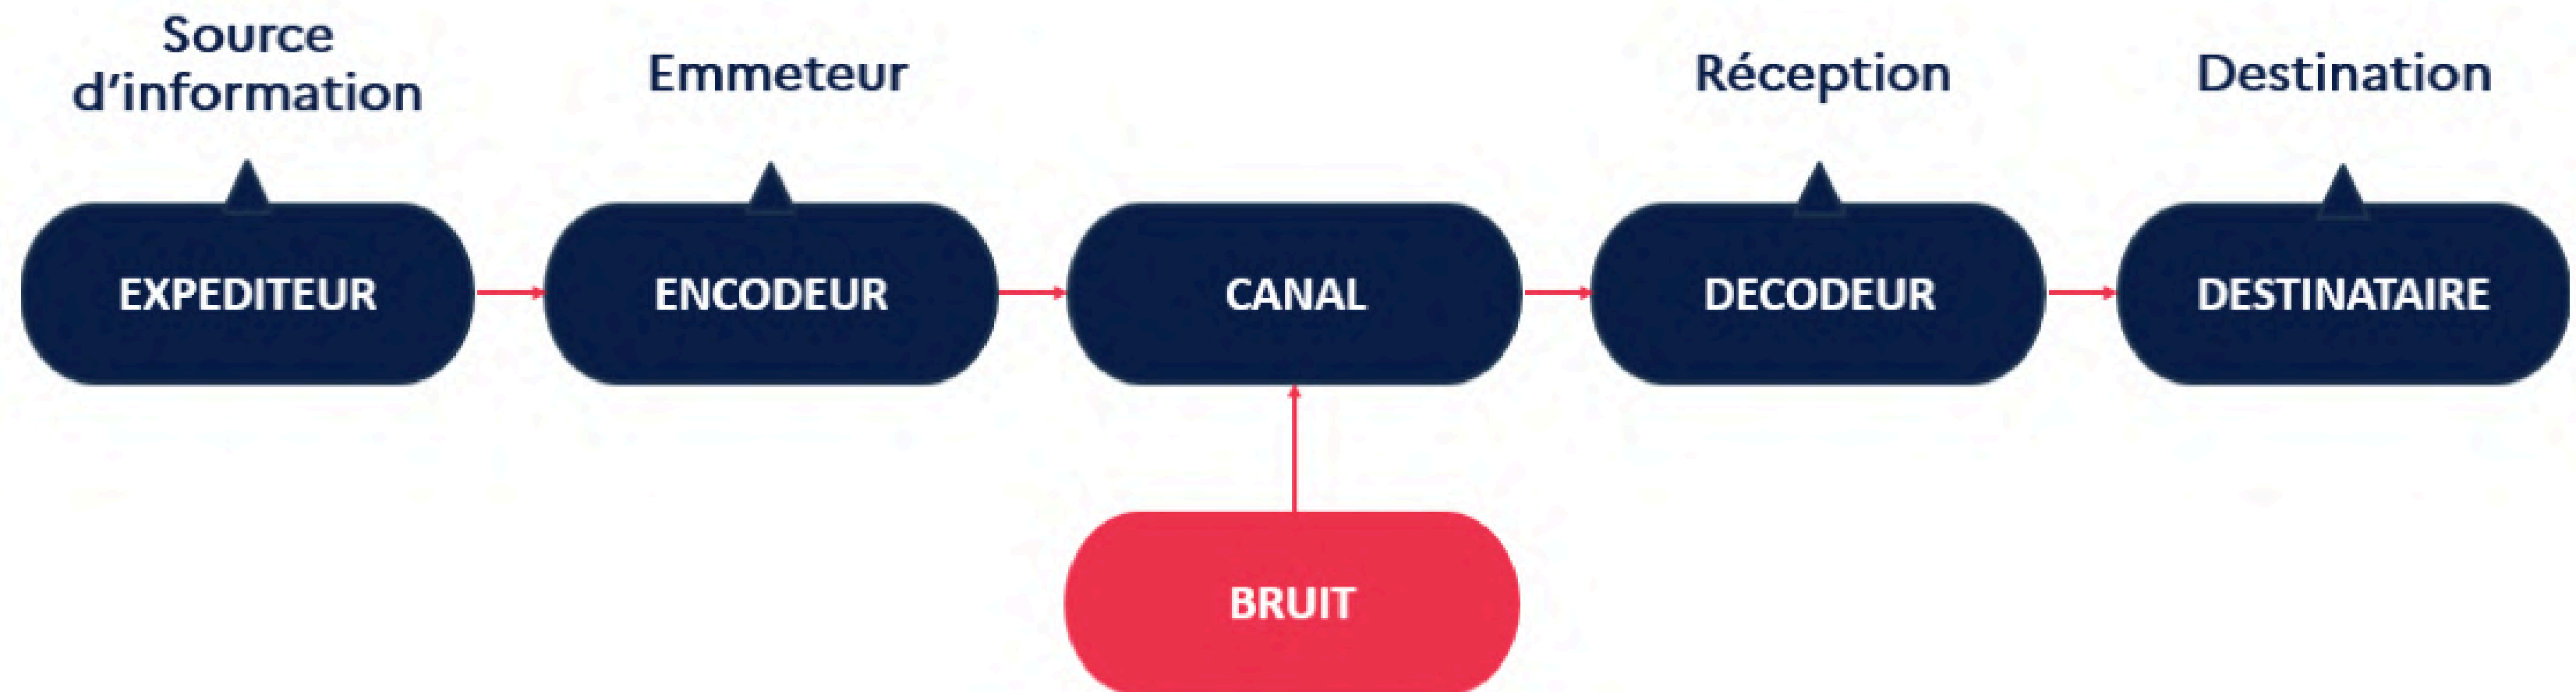 Source
d'information
Emmeteur
Réception
Destination
EXPEDITEUR
ENCODEUR
CANAL
DECODEUR
DESTINATAIRE
BRUIT